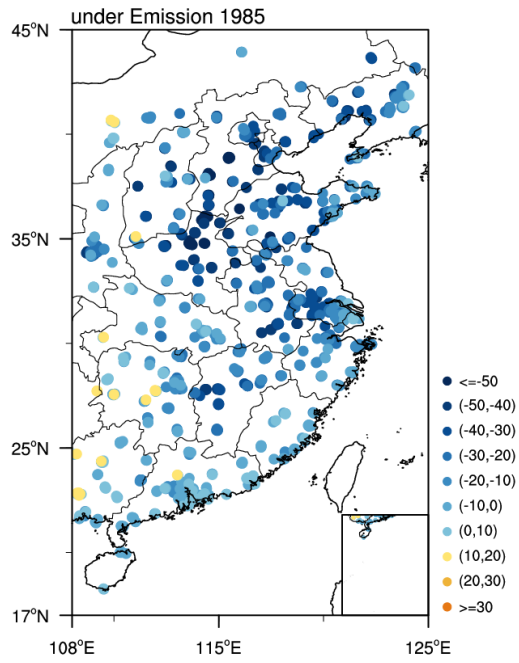 under Emission 1985
45°N
35°N
25°N
17°N
108°E
115°E
125°E
<=-50
(-50,-40)
(-40,-30)
(-30,-20)
(-20,-10)
(-10,0)
(0,10)
(10,20)
(20,30)
>=30